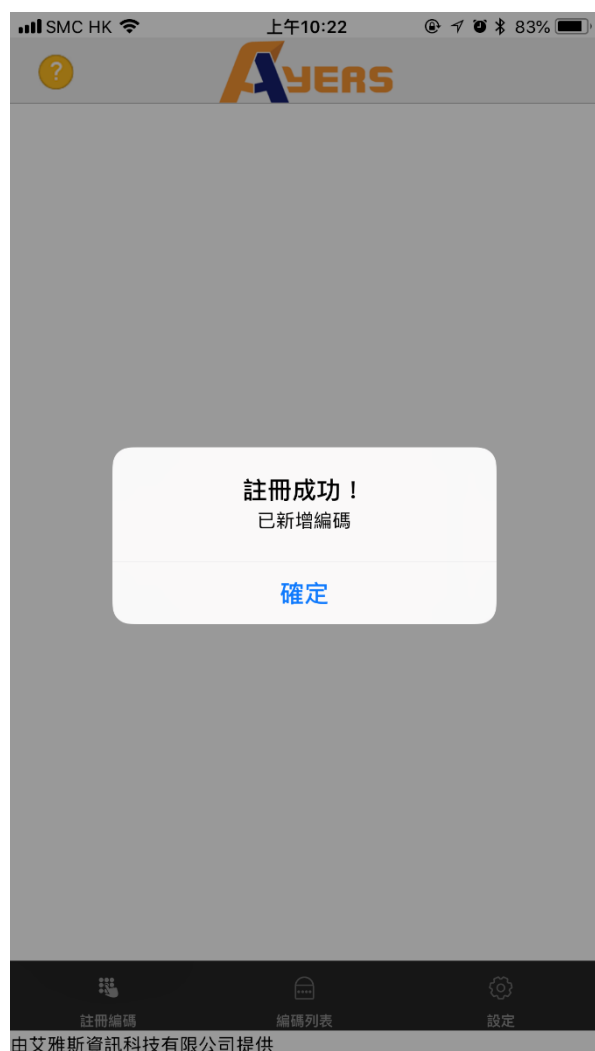 SMC HK 上午10:22 83%
?
AYERS
註冊成功！
已新增編碼
確定
註冊編碼 編碼列表 設定
由艾雅斯資訊科技有限公司提供